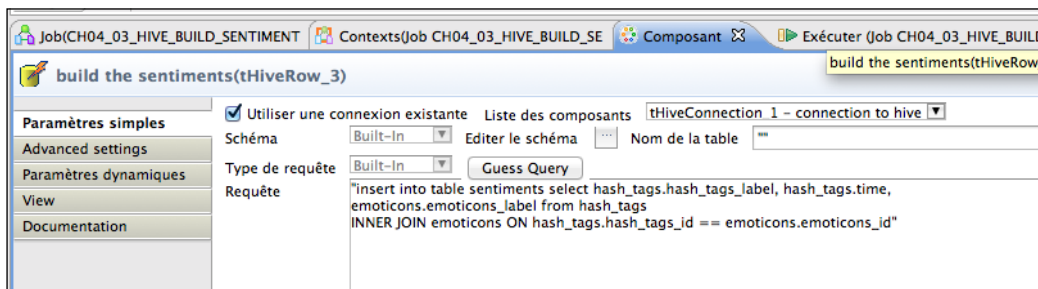 Job(CH04_03_HIVE_BUILD_SENTIMENT Contexts(Job CH04_03_HIVE_BUILD_SE Composant Exécuter (Job CH04_03_HIVE_BUIL
build the sentiments(tHiveRow_3) build the sentiments(tHiveRow
Utiliser une connexion existante Liste des composants tHiveConnection_1 - connection to hive
Paramètres simples
Schéma Built-In Editer le schéma ... Nom de la table ""
Advanced settings
Type de requête Built-In Guess Query
Paramètres dynamiques
Requête "insert into table sentiments select hash_tags.hash_tags_label, hash_tags.time,
View
emoticons.emoticons_label from hash_tags
Documentation
INNER JOIN emoticons ON hash_tags.hash_tags_id == emoticons.emoticons_id"